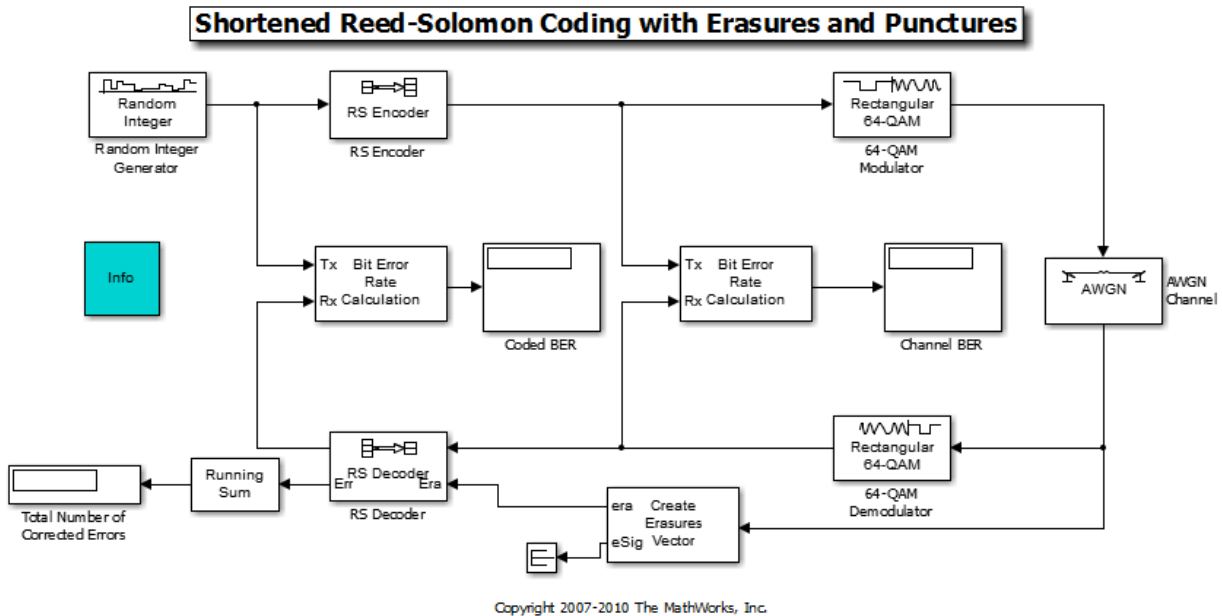 Shortened Reed-Solomon Coding with Erasures and Punctures
Random
Integer
Random Integer
Generator
RS Encoder
RS Encoder
Rectangular
64-QAM
64-QAM
Modulator
Info
Tx Bit Error
Rate
Rx Calculation
Coded BER
Tx Bit Error
Rate
Rx Calculation
Channel BER
AWGN
AWGN
Channel
Total Number of
Corrected Errors
Running
Sum
RS Decoder
Err Era
RS Decoder
Rectangular
64-QAM
64-QAM
Demodulator
era Create
Erasures
eSig Vector
Copyright 2007-2010 The MathWorks, Inc.